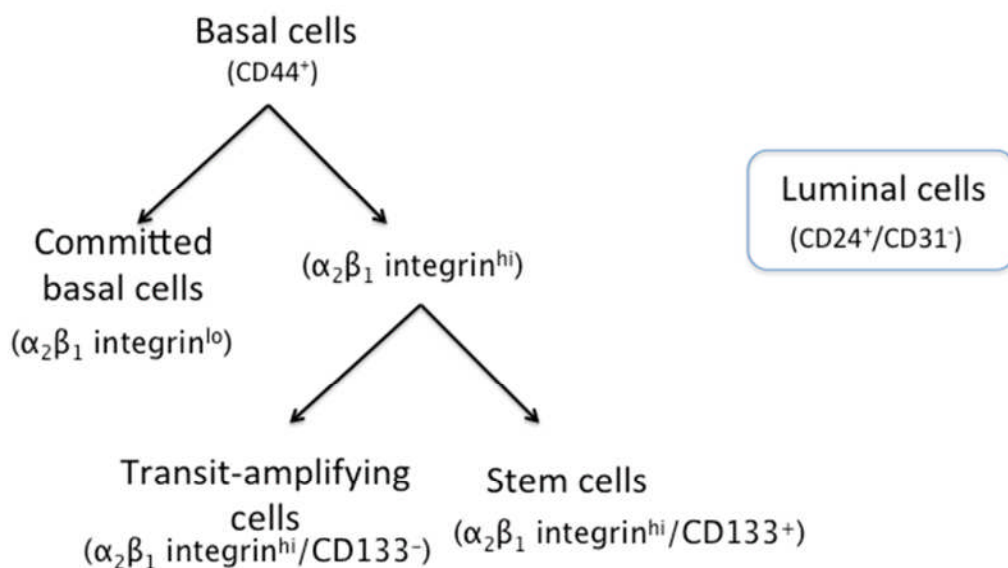 Basal cells
(CD44⁺)
Luminal cells
(CD24⁺/CD31⁻)
Committed
basal cells
(α₂β₁ integrinˡᵒ)
(α₂β₁ integrinʰⁱ)
Transit-amplifying
cells
(α₂β₁ integrinʰⁱ/CD133⁻)
Stem cells
(α₂β₁ integrinʰⁱ/CD133⁺)